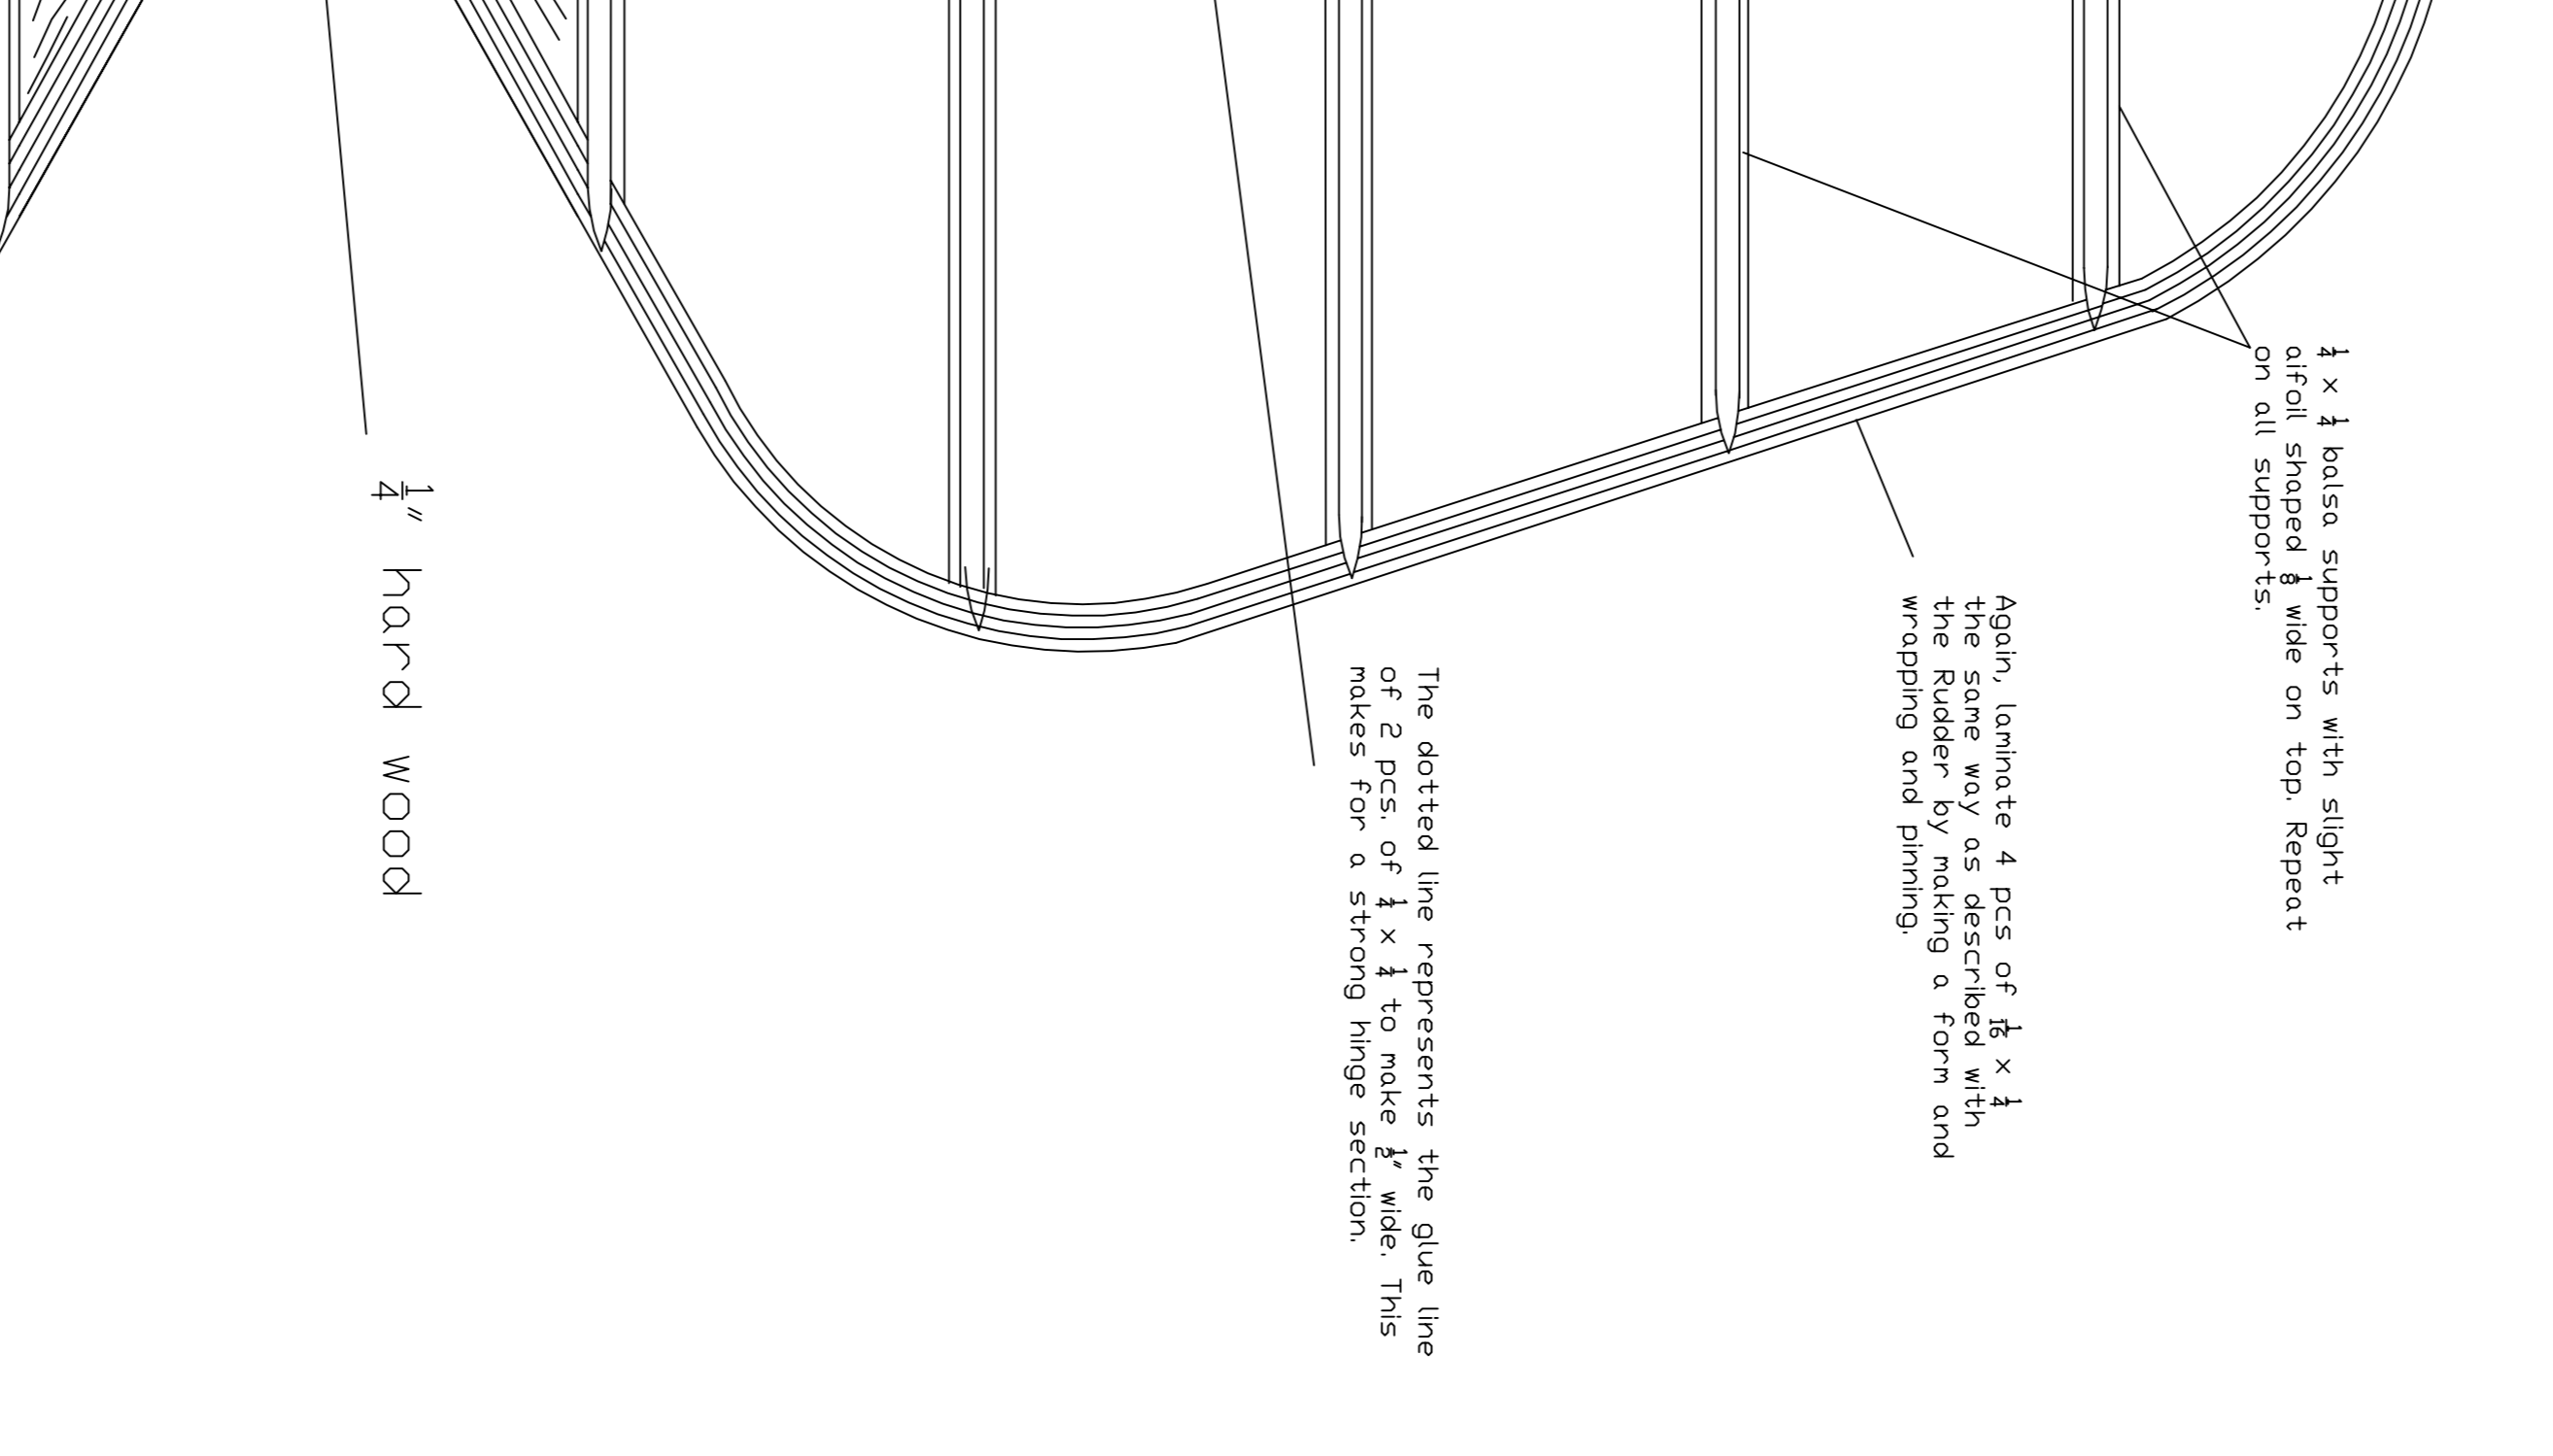 1/4 x 1/4 balsa supports with slight
aifoil shaped 1/8 wide on top. Repeat
on all supports.
Again, laminate 4 pcs of 1/16 x 1/4
the same way as described with
the Rudder by making a form and
wrapping and pinning.
The dotted line represents the glue line
of 2 pcs. of 1/4 x 1/4 to make 1/2" wide. This
makes for a strong hinge section.
1/4" hard wood